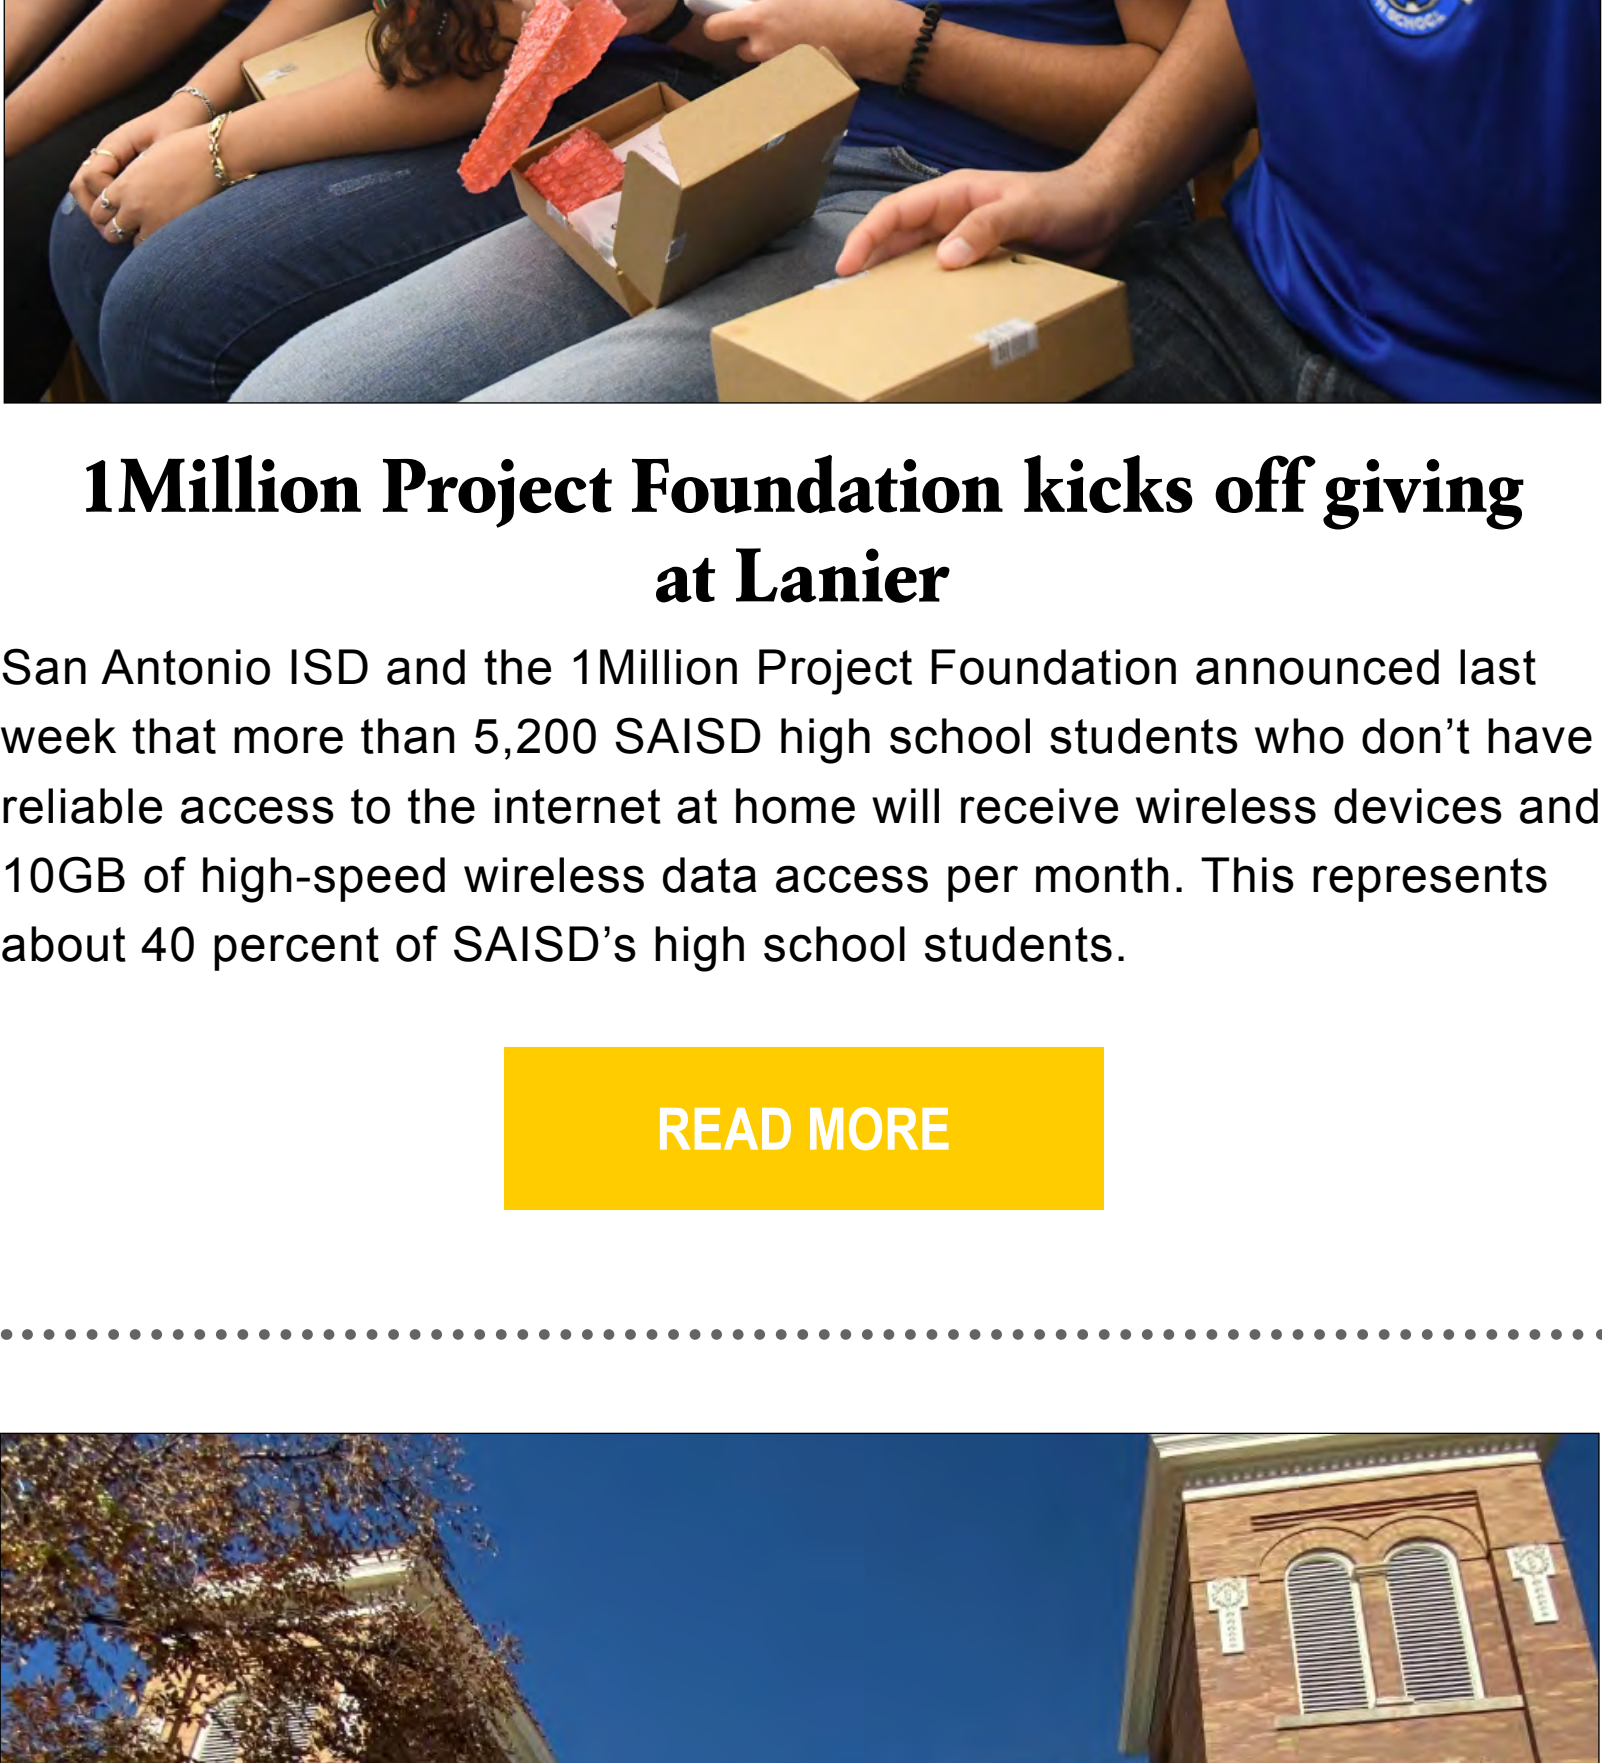 SCHOOL
1Million Project Foundation kicks off giving
at Lanier
San Antonio ISD and the 1Million Project Foundation announced last
week that more than 5,200 SAISD high school students who don’t have
reliable access to the internet at home will receive wireless devices and
10GB of high-speed wireless data access per month. This represents
about 40 percent of SAISD’s high school students.
READ MORE